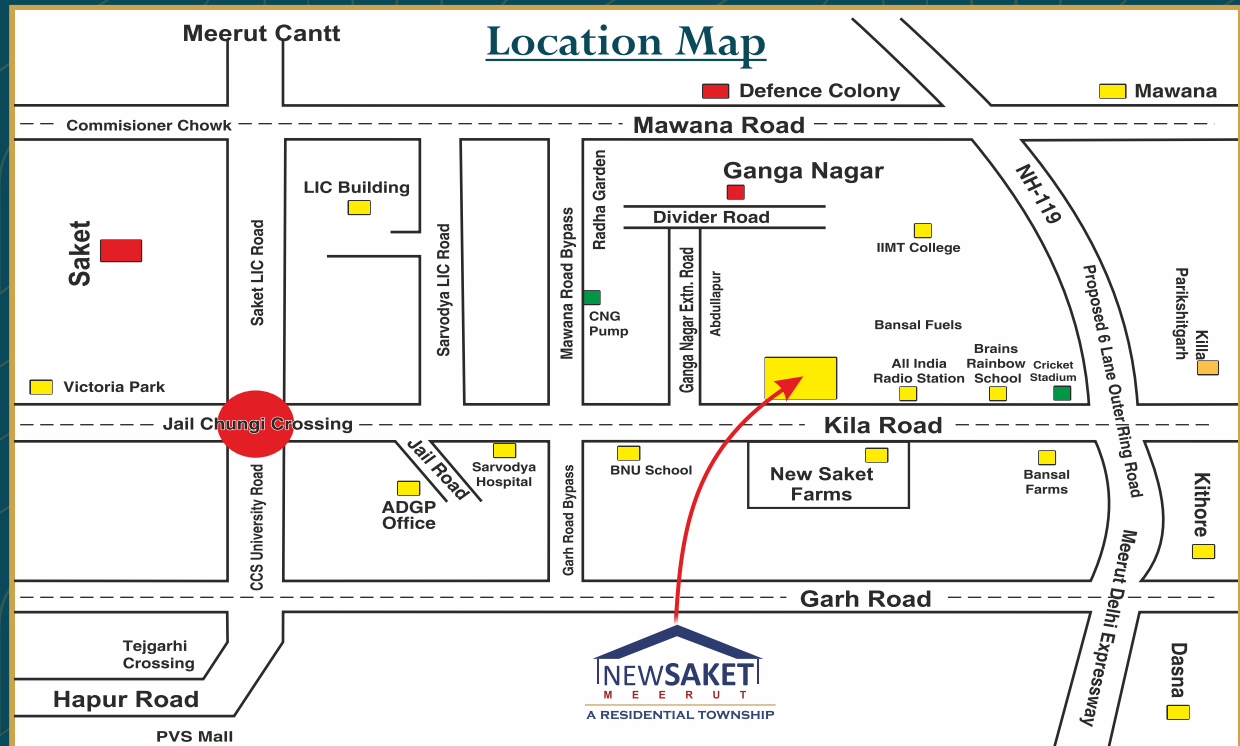 Meerut Cantt
Location Map
Defence Colony
Mawana
Commisioner Chowk
Mawana Road
LIC Building
Saket
Saket LIC Road
Sarvodya LIC Road
Mawana Road Bypass
Radha Garden
Ganga Nagar
Divider Road
Ganga Nagar Extn. Road
Abdullapur
IIMT College
NH-119
Proposed 6 Lane Outer Ring Road
Parikshitgarh
Killa
CNG
Pump
Bansal Fuels
All India
Radio Station
Brains
Rainbow
School
Cricket
Stadium
Victoria Park
Jail Chungi Crossing
Kila Road
Jail Road
Sarvodya
Hospital
ADGP
Office
CCS University Road
Garh Road Bypass
BNU School
New Saket
Farms
Bansal
Farms
Kithore
Meerut Delhi Expressway
Garh Road
Tejgarhi
Crossing
Hapur Road
PVS Mall
NEWSAKET
MEERUT
A RESIDENTIAL TOWNSHIP
Dasna